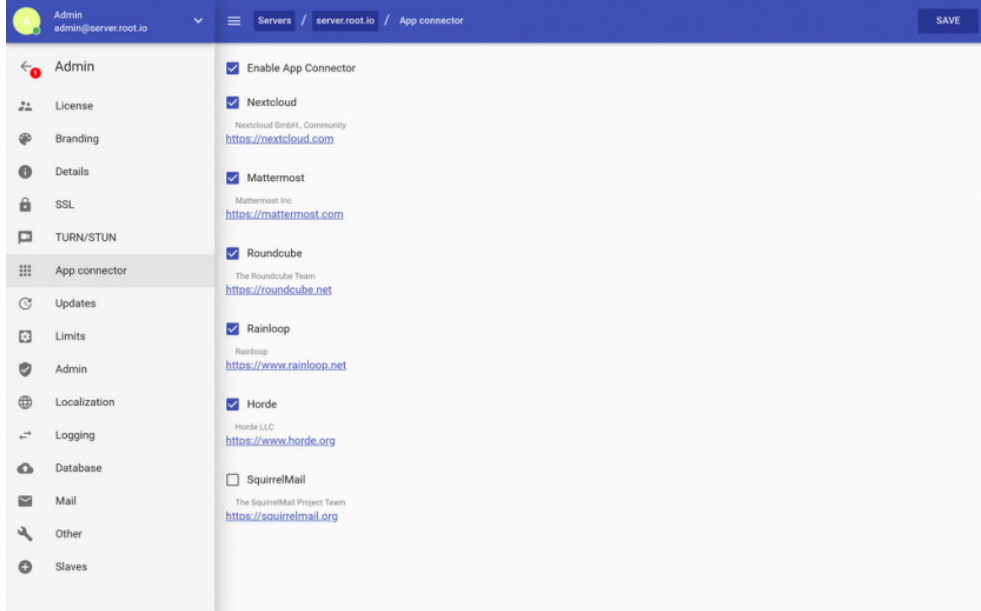 Admin
admin@server.root.io
Servers / server.root.io / App connector
SAVE
Admin
License
Branding
Details
SSL
TURN/STUN
App connector
Updates
Limits
Admin
Localization
Logging
Database
Mail
Other
Slaves
Enable App Connector
Nextcloud
Nextcloud GmbH., Community
https://nextcloud.com
Mattermost
Mattermost Inc
https://mattermost.com
Roundcube
The Roundcube Team
https://roundcube.net
Rainloop
Rainloop
https://www.rainloop.net
Horde
Horde LLC
https://www.horde.org
SquirrelMail
The SquirrelMail Project Team
https://squirrelmail.org